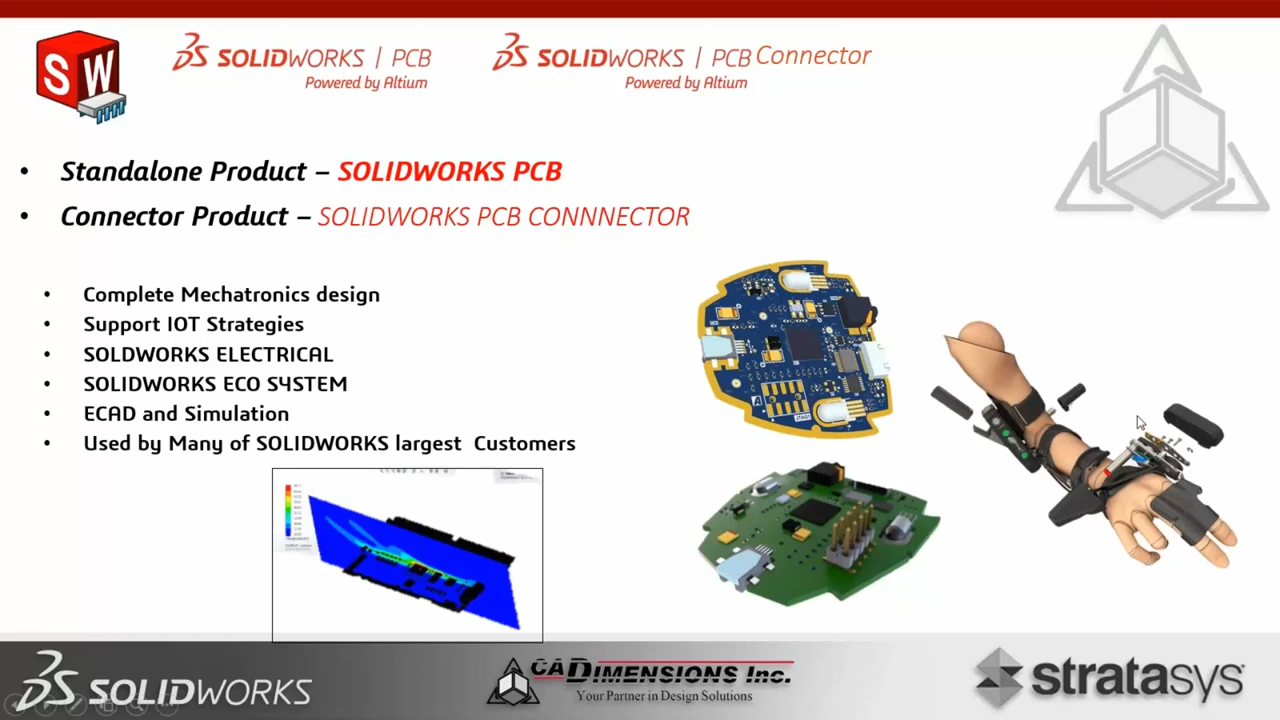 SW
SOLIDWORKS | PCB
Powered by Altium
SOLIDWORKS | PCB Connector
Powered by Altium
• Standalone Product – SOLIDWORKS PCB
• Connector Product – SOLIDWORKS PCB CONNNECTOR
• Complete Mechatronics design
• Support IOT Strategies
• SOLDWORKS ELECTRICAL
• SOLIDWORKS ECO SYSTEM
• ECAD and Simulation
• Used by Many of SOLIDWORKS largest Customers
SOLIDWORKS
CADIMENSIONS Inc.
Your Partner in Design Solutions
stratasys